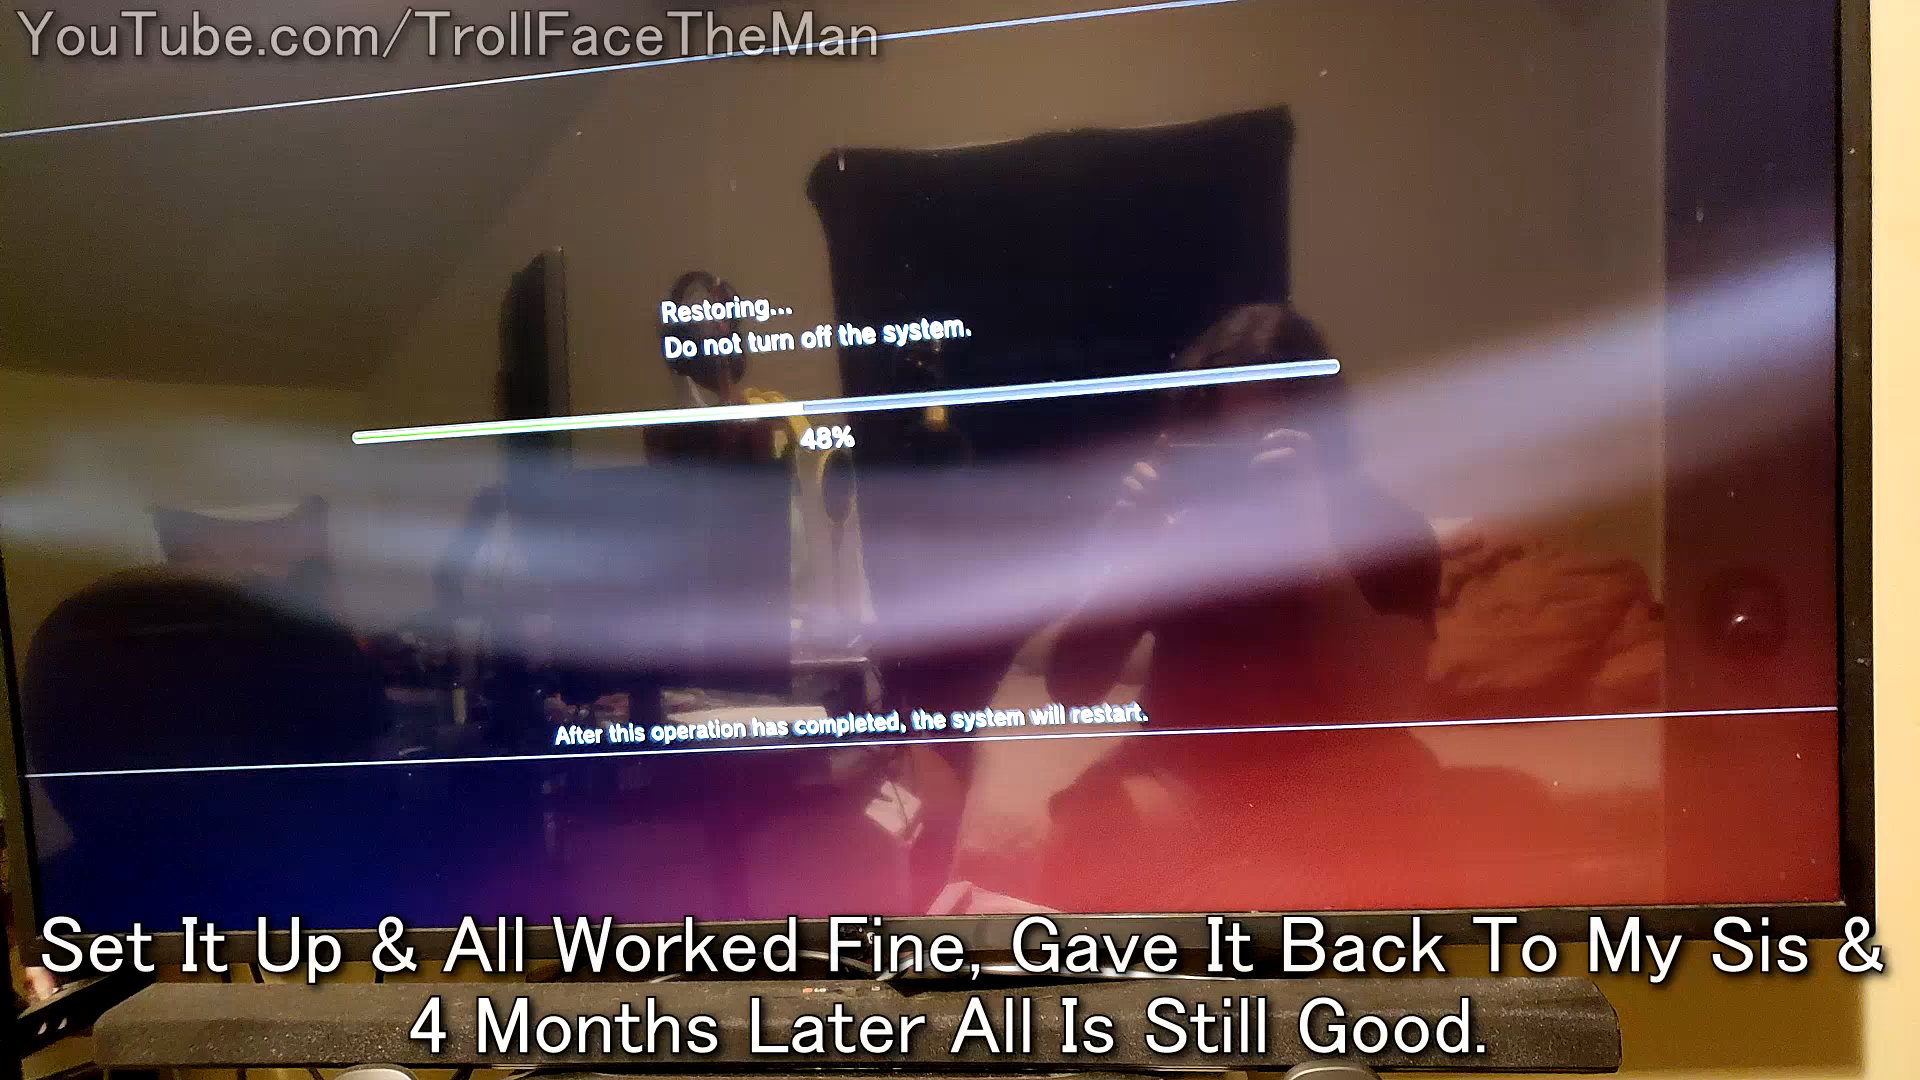 YouTube.com/TrollFaceTheMan
Restoring...
Do not turn off the system.
48%
After this operation has completed, the system will restart.
Set It Up & All Worked Fine, Gave It Back To My Sis &
4 Months Later All Is Still Good.